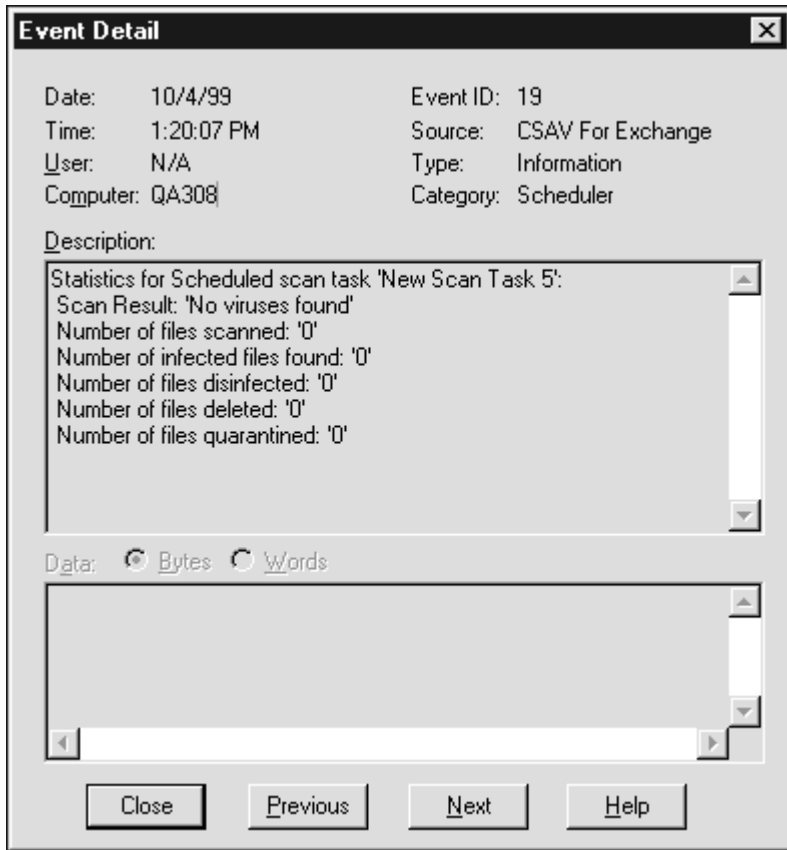 Event Detail
Date: 10/4/99 Event ID: 19
Time: 1:20:07 PM Source: CSAV For Exchange
User: N/A Type: Information
Computer: QA308 Category: Scheduler
Description:
Statistics for Scheduled scan task 'New Scan Task 5':
Scan Result: 'No viruses found'
Number of files scanned: '0'
Number of infected files found: '0'
Number of files disinfected: '0'
Number of files deleted: '0'
Number of files quarantined: '0'
Data: Bytes Words
Close Previous Next Help